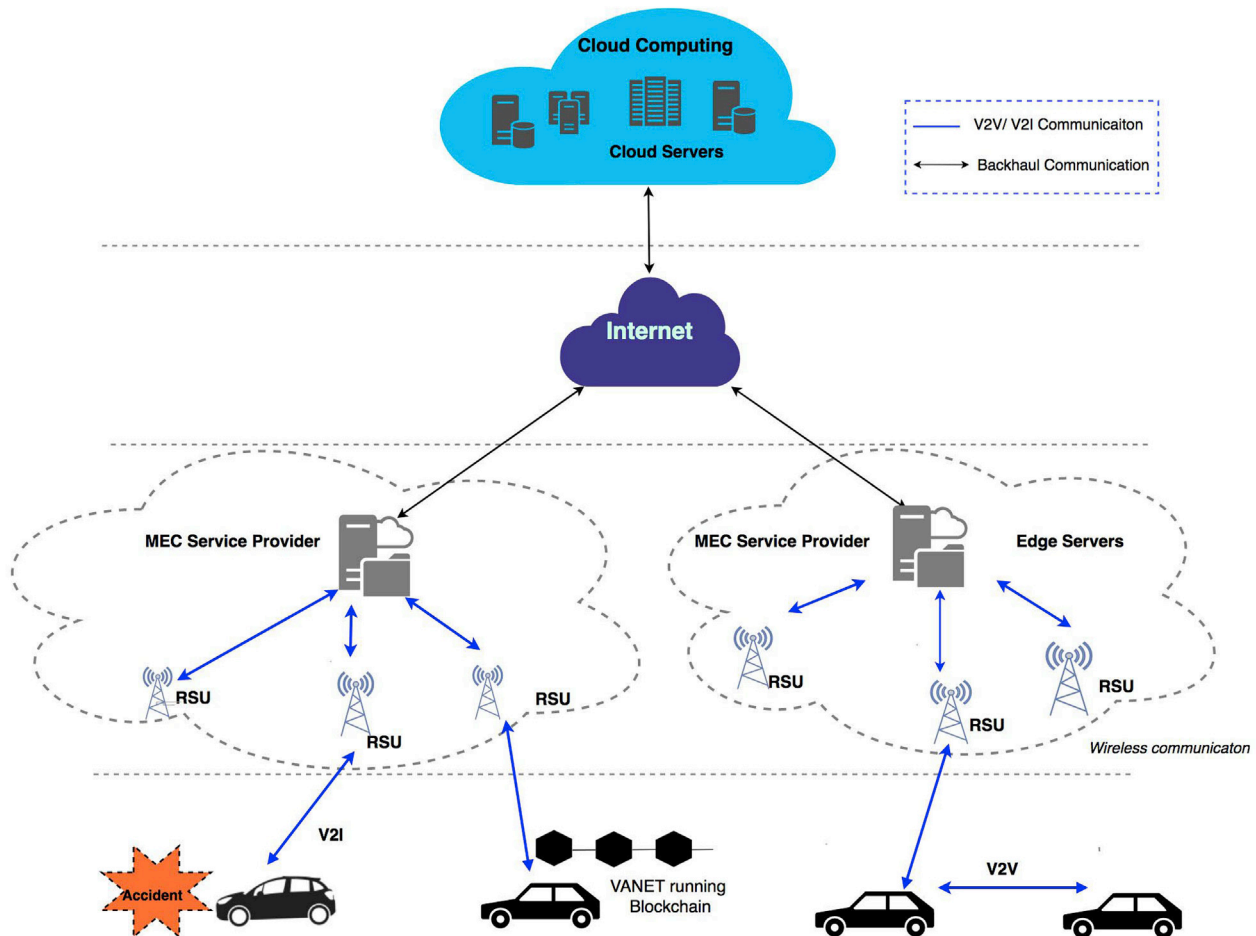 Cloud Computing
Cloud Servers
V2V/ V2I Communicaiton
Backhaul Communication
Internet
MEC Service Provider
MEC Service Provider
Edge Servers
RSU
RSU
RSU
RSU
RSU
RSU
Wireless communicaton
V2I
Accident
VANET running
Blockchain
V2V